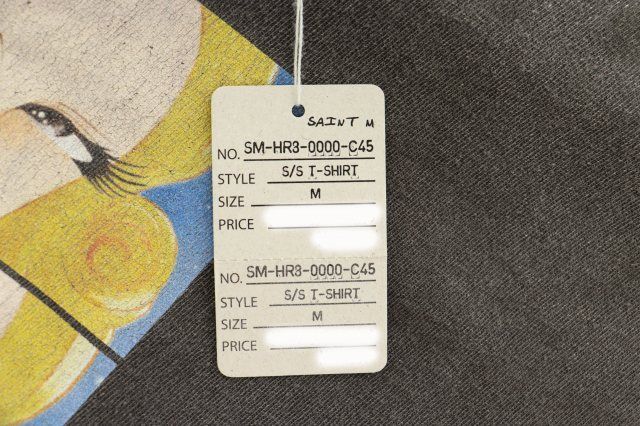 SAINT M
NO. SM-HR3-0000-C45
STYLE S/S T-SHIRT
SIZE M
PRICE
NO. SM-HR3-0000-C45
STYLE S/S T-SHIRT
SIZE M
PRICE